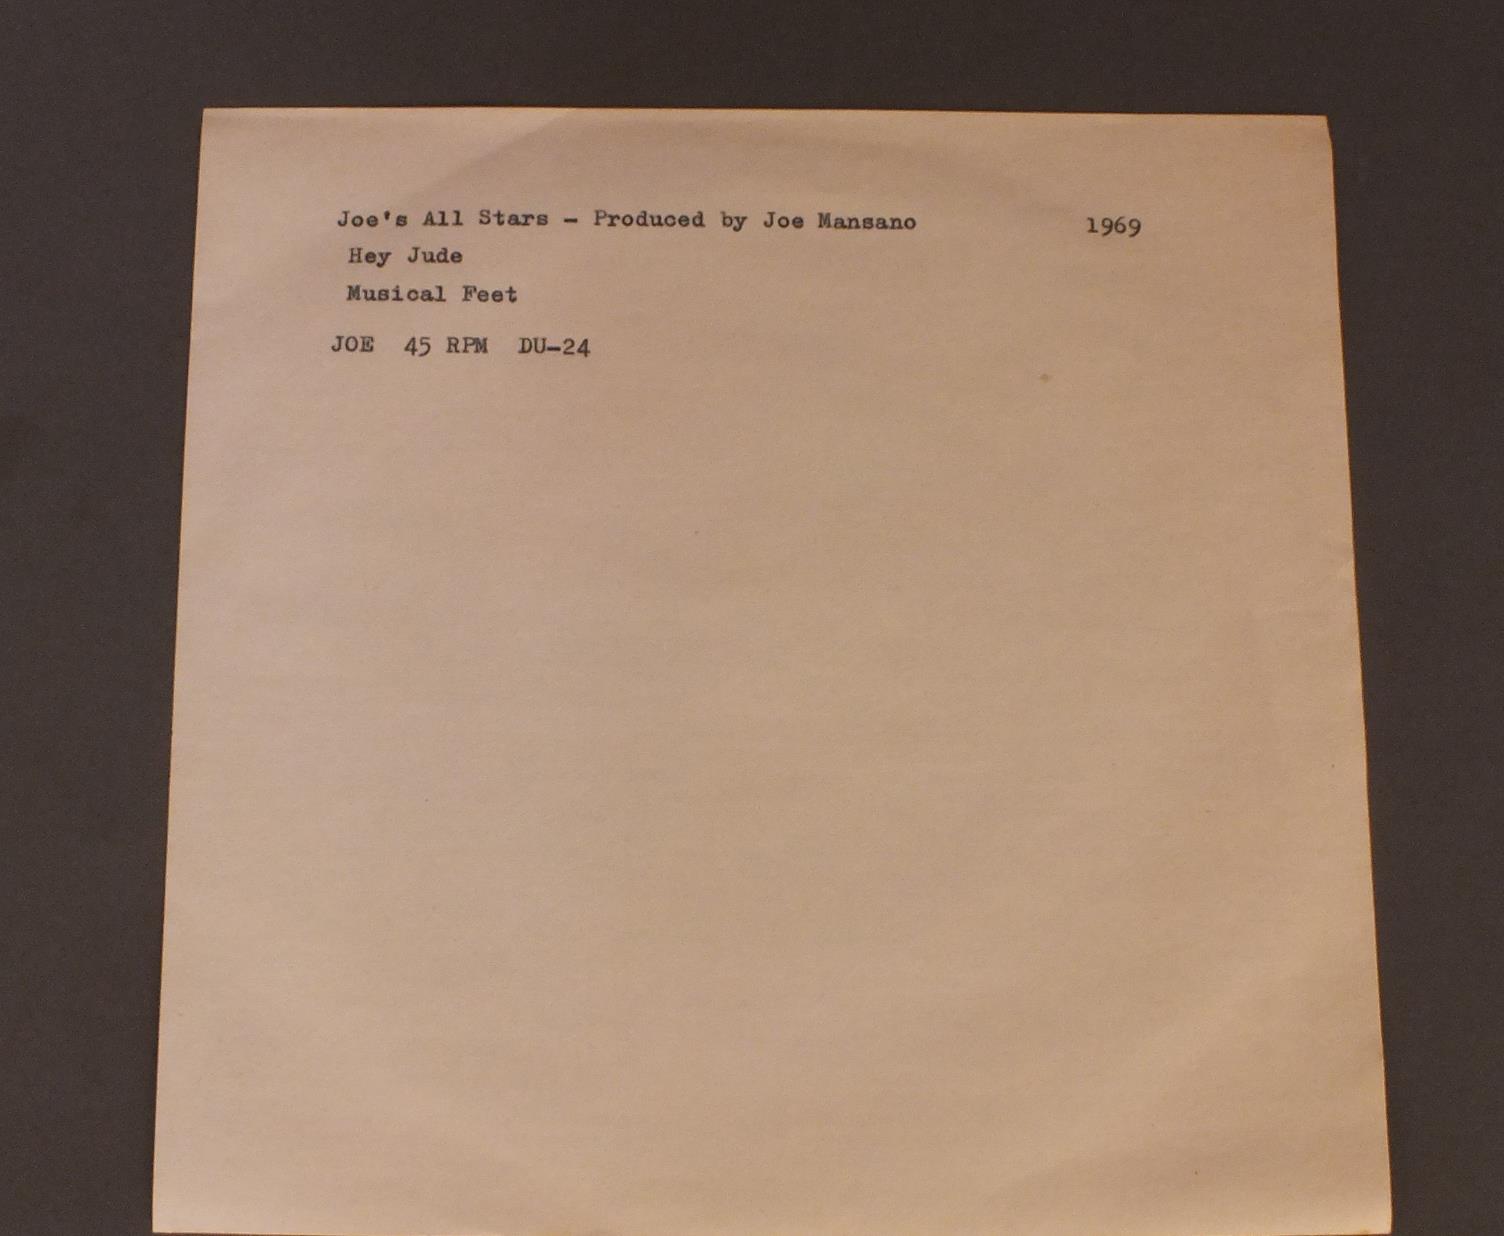 Joe's All Stars - Produced by Joe Mansano 1969
Hey Jude
Musical Feet
JOE 45 RPM DU-24